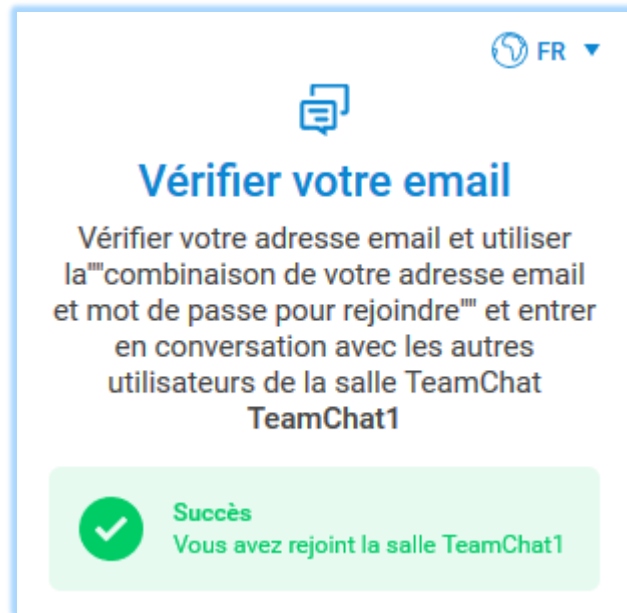 FR
Vérifier votre email
Vérifier votre adresse email et utiliser
la""combinaison de votre adresse email
et mot de passe pour rejoindre"" et entrer
en conversation avec les autres
utilisateurs de la salle TeamChat
TeamChat1
Succès
Vous avez rejoint la salle TeamChat1